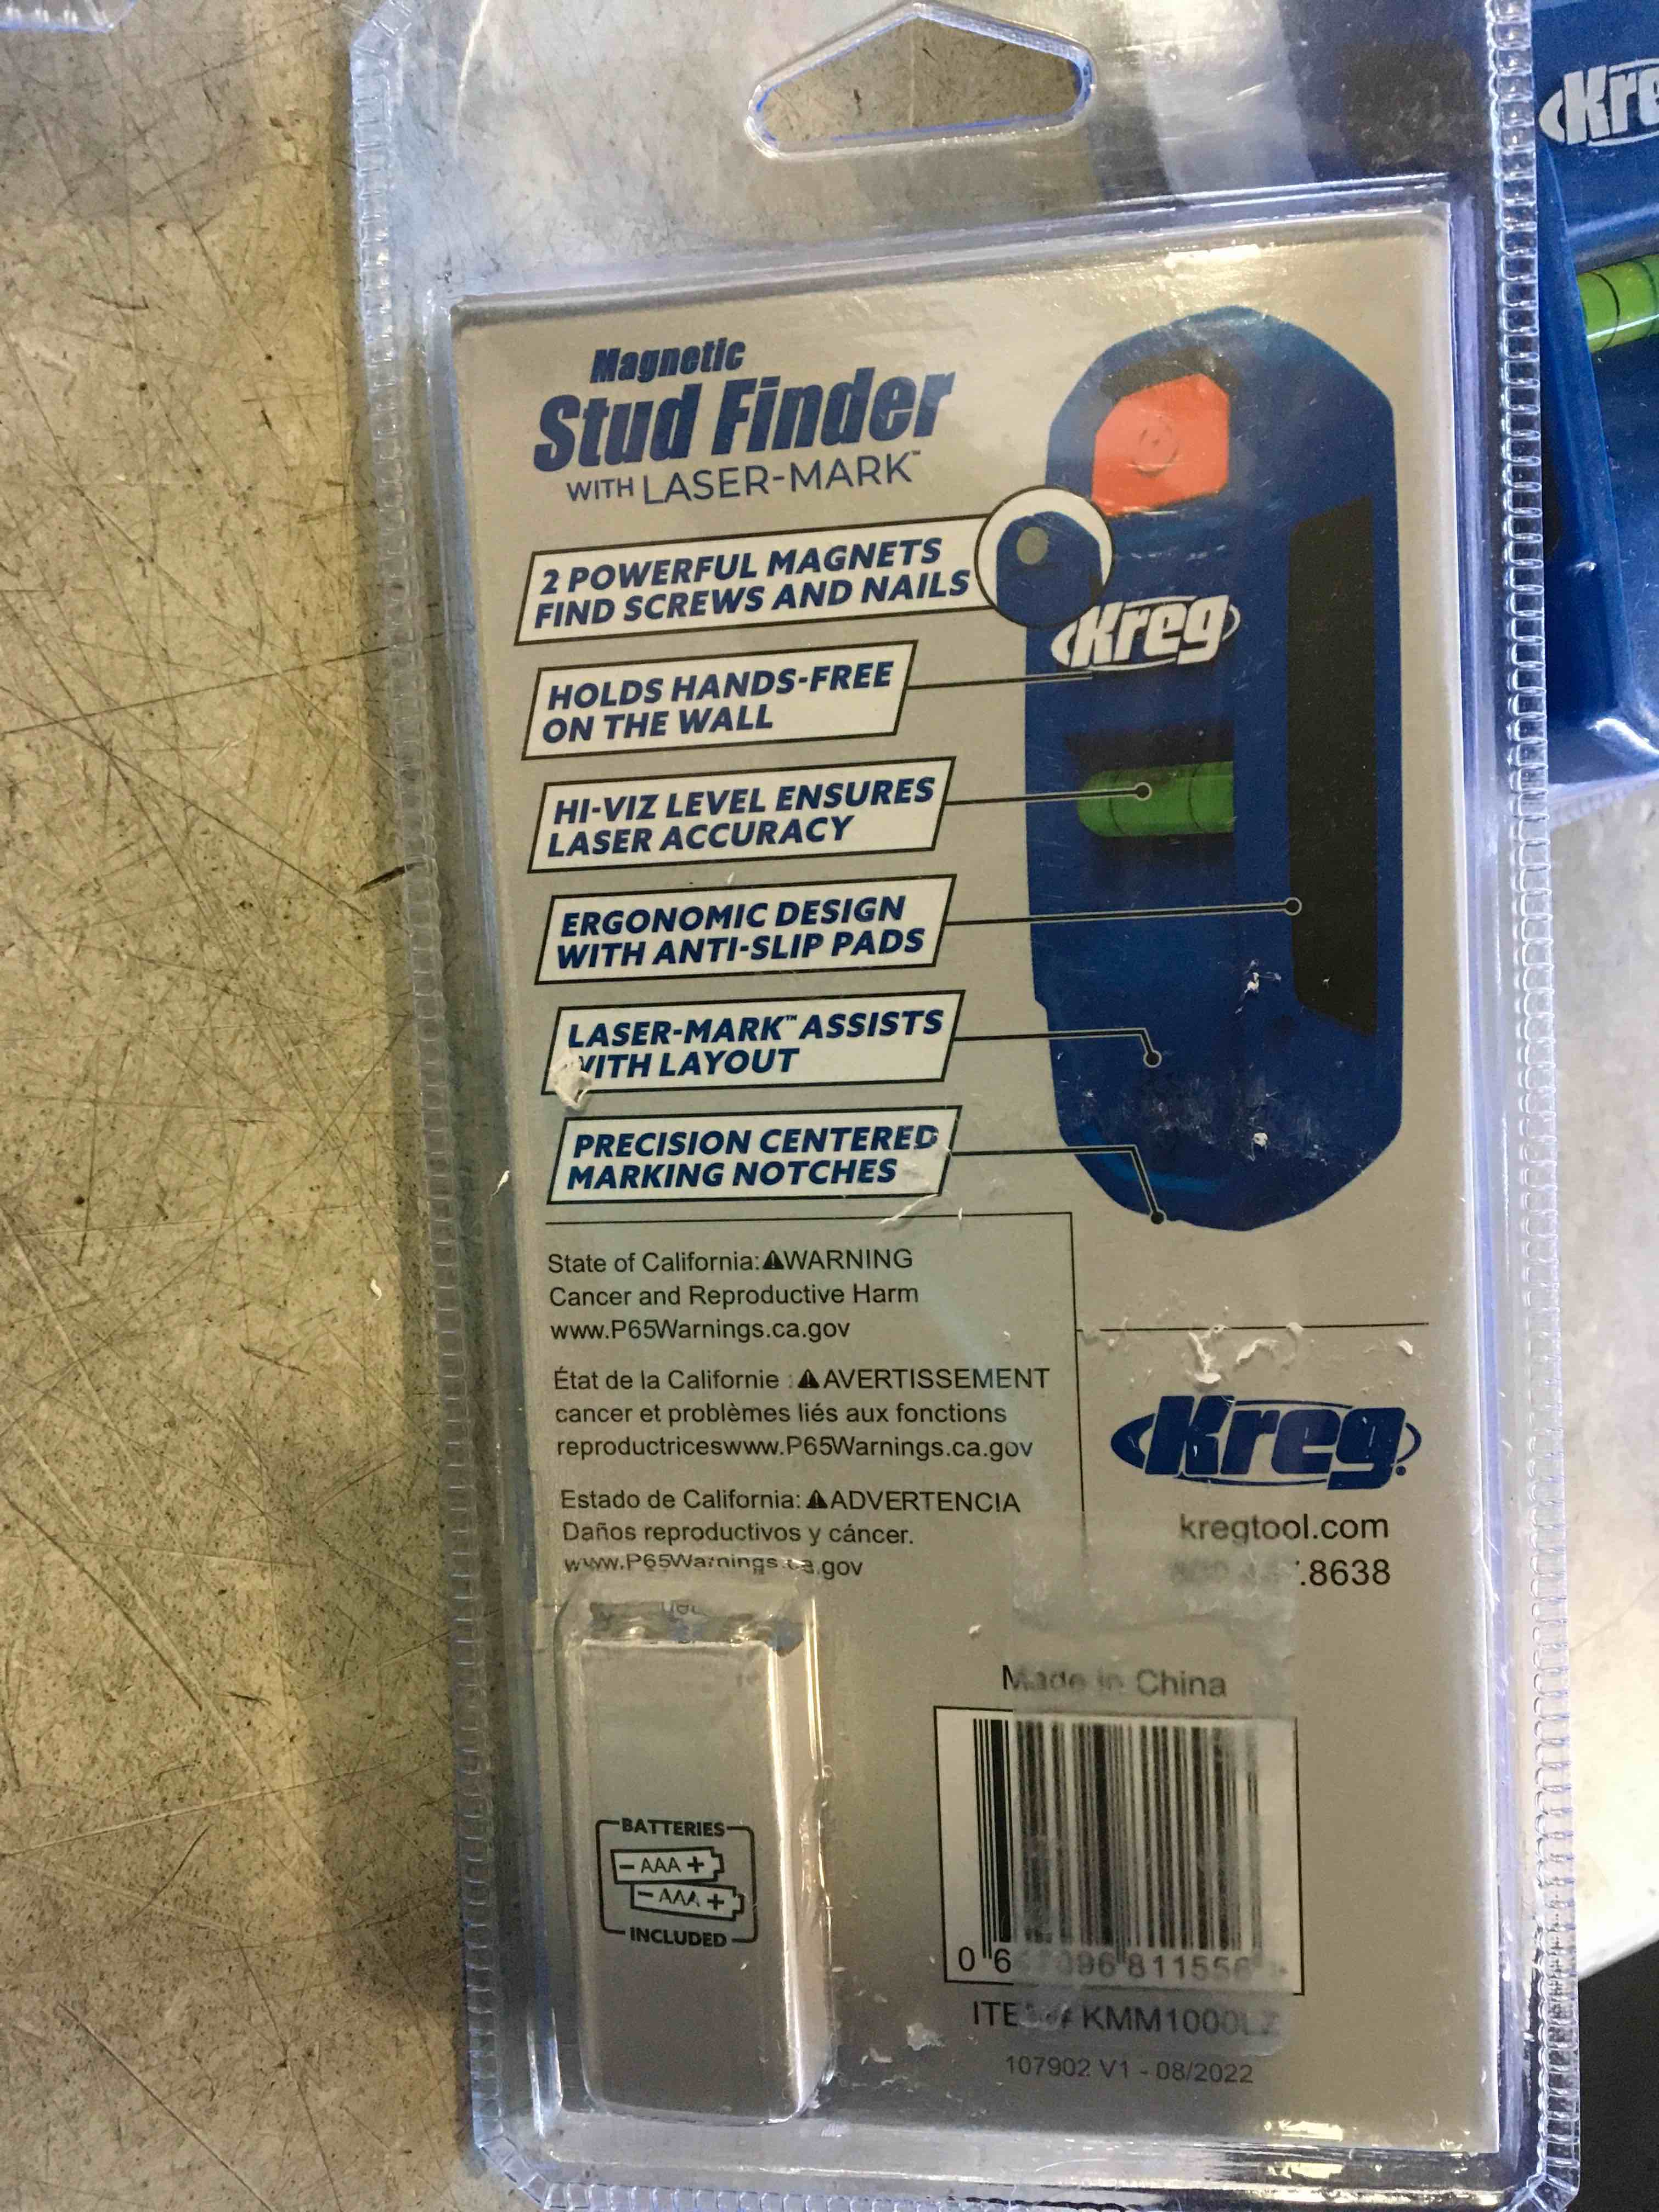 Magnetic
Stud Finder
WITH LASER-MARK™
2 POWERFUL MAGNETS
FIND SCREWS AND NAILS
Kreg
HOLDS HANDS-FREE
ON THE WALL
HI-VIZ LEVEL ENSURES
LASER ACCURACY
ERGONOMIC DESIGN
WITH ANTI-SLIP PADS
LASER-MARK™ ASSISTS
WITH LAYOUT
PRECISION CENTERED
MARKING NOTCHES
State of California: ⚠WARNING
Cancer and Reproductive Harm
www.P65Warnings.ca.gov
État de la Californie : ⚠AVERTISSEMENT
cancer et problèmes liés aux fonctions
reproductriceswww.P65Warnings.ca.gov
Estado de California: ⚠ADVERTENCIA
Daños reproductivos y cáncer.
www.P65Warnings.ca.gov
Kreg®
kregtool.com
.8638
Made in China
BATTERIES
- AAA +
- AAA +
INCLUDED
KMM1000LZ
107902 V1 - 08/2022
Kre